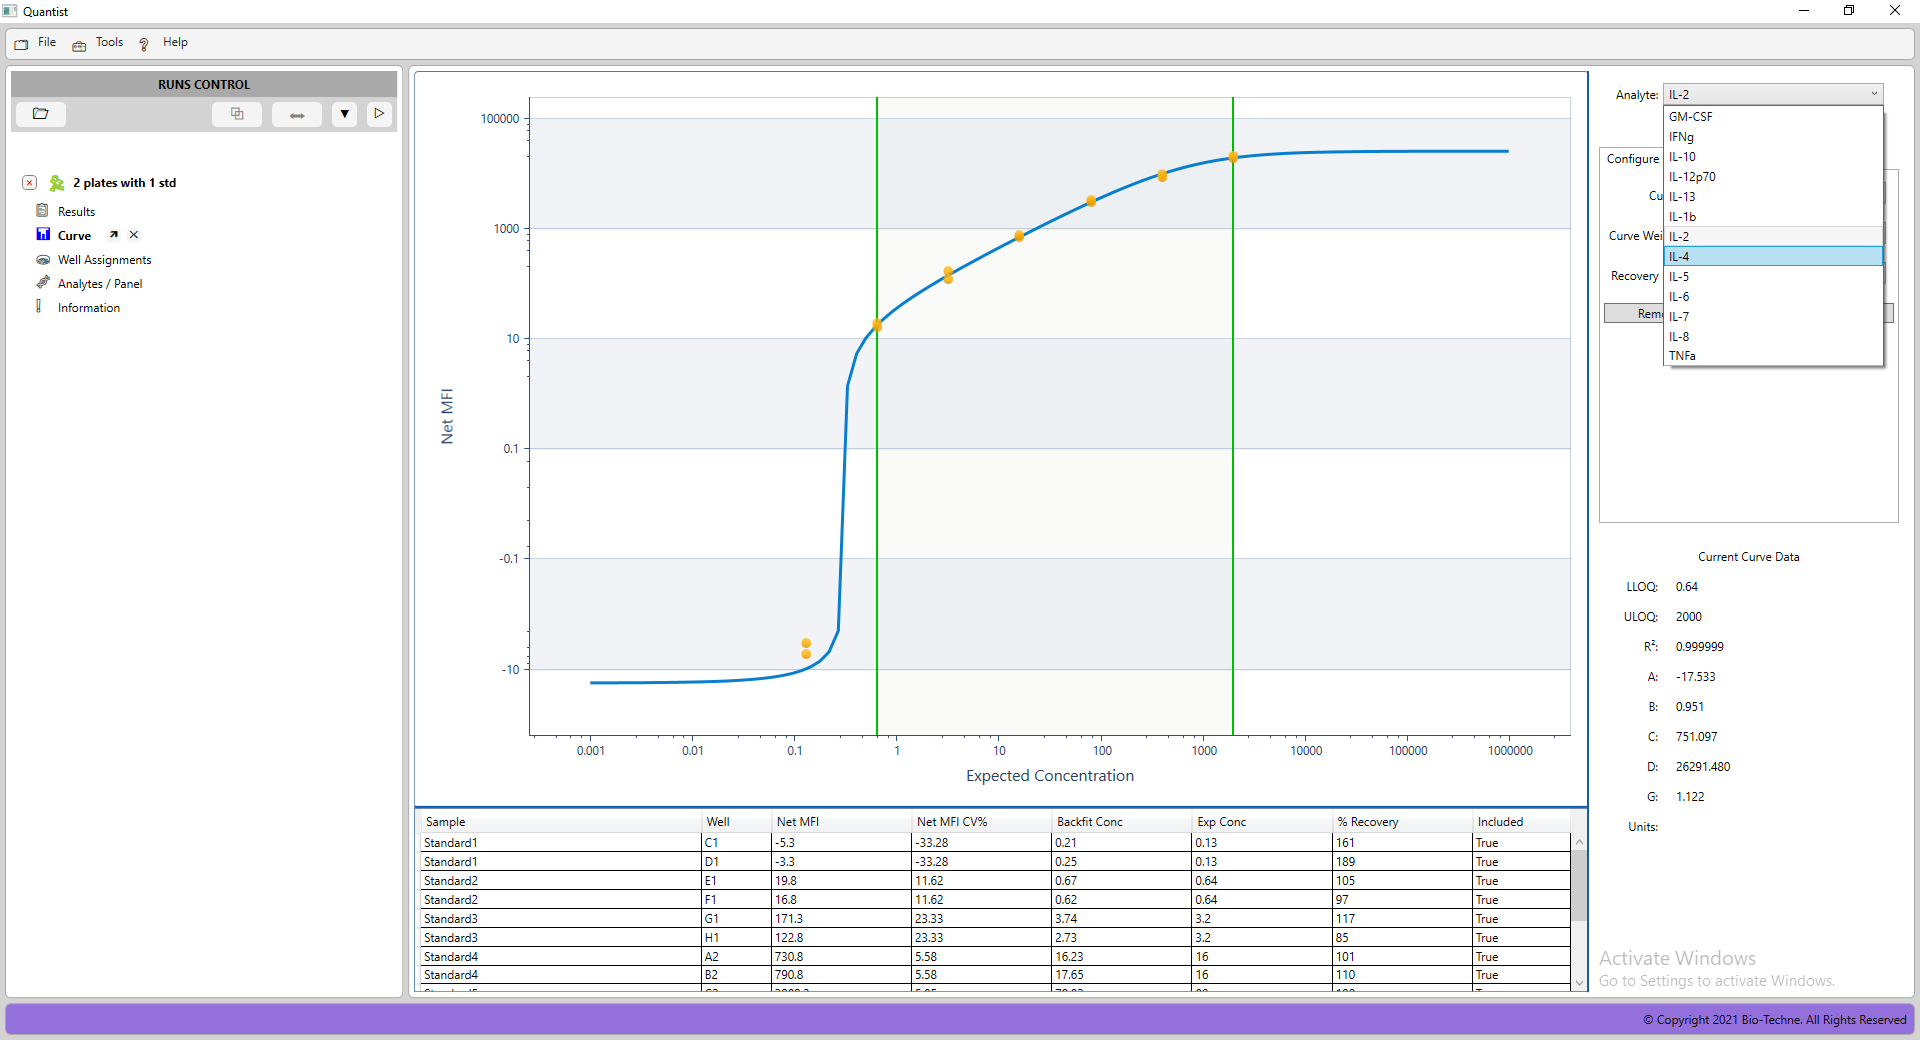 Quantist
File Tools Help
RUNS CONTROL
2 plates with 1 std
Results
Curve
Well Assignments
Analytes / Panel
Information
100000
1000
10
0.1
-0.1
-10
Net MFI
0.001 0.01 0.1 1 10 100 1000 10000 100000 1000000
Expected Concentration
Sample Well Net MFI Net MFI CV% Backfit Conc Exp Conc % Recovery Included
Standard1 C1 -5.3 -33.28 0.21 0.13 161 True
Standard1 D1 -3.3 -33.28 0.25 0.13 189 True
Standard2 E1 19.8 11.62 0.67 0.64 105 True
Standard2 F1 16.8 11.62 0.62 0.64 97 True
Standard3 G1 171.3 23.33 3.74 3.2 117 True
Standard3 H1 122.8 23.33 2.73 3.2 85 True
Standard4 A2 730.8 5.58 16.23 16 101 True
Standard4 B2 790.8 5.58 17.65 16 110 True
Analyte: IL-2
GM-CSF
IFNg
IL-10
IL-12p70
IL-13
IL-1b
IL-2
IL-4
IL-5
IL-6
IL-7
IL-8
TNFa
Configure
Cu
Curve Wei
Recovery
Rem
Current Curve Data
LLOQ: 0.64
ULOQ: 2000
R²: 0.999999
A: -17.533
B: 0.951
C: 751.097
D: 26291.480
G: 1.122
Units:
Activate Windows
Go to Settings to activate Windows.
© Copyright 2021 Bio-Techne. All Rights Reserved